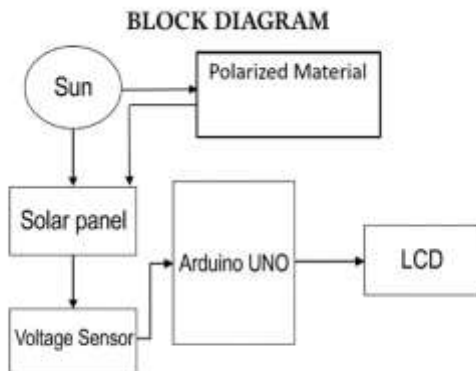 BLOCK DIAGRAM
Sun
Polarized Material
Solar panel
Arduino UNO
LCD
Voltage Sensor